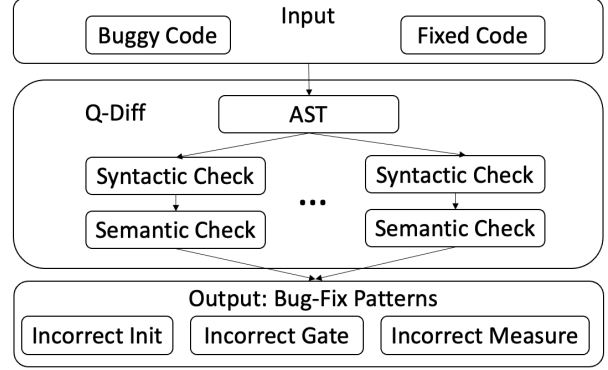 Input
Buggy Code
Fixed Code
Q-Diff
AST
Syntactic Check
Syntactic Check
...
Semantic Check
Semantic Check
Output: Bug-Fix Patterns
Incorrect Init
Incorrect Gate
Incorrect Measure